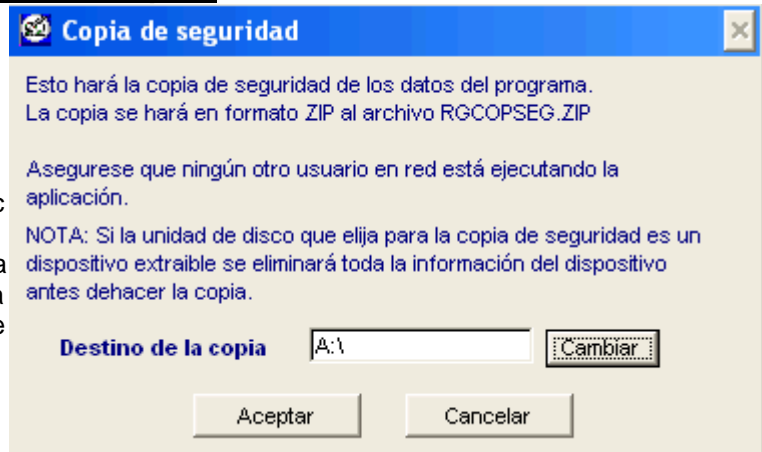 Copia de seguridad
Esto hará la copia de seguridad de los datos del programa.
La copia se hará en formato ZIP al archivo RGCOPSEG.ZIP
Asegurese que ningún otro usuario en red está ejecutando la
aplicación.
NOTA: Si la unidad de disco que elija para la copia de seguridad es un
dispositivo extraible se eliminará toda la información del dispositivo
antes dehacer la copia.
Destino de la copia A:\ Cambiar
Aceptar Cancelar